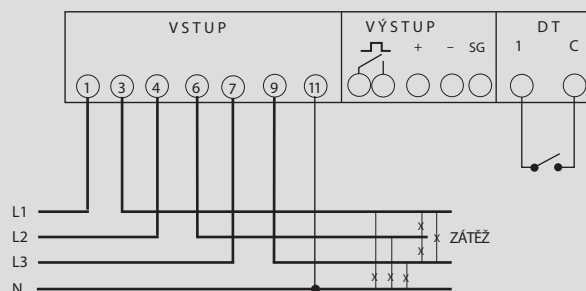 VSTUP
VÝSTUP
DT
+
–
SG
1
C
1
3
4
6
7
9
11
L1
L2
L3
N
x
x
x
x
x
x
ZÁTĚŽ